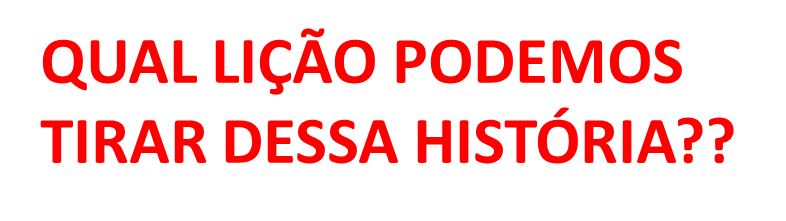 QUAL LIÇÃO PODEMOS
TIRAR DESSA HISTÓRIA??